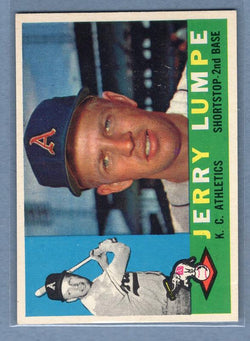 A
JERRY LUMPE
K. C. ATHLETICS
SHORTSTOP-2nd BASE
A